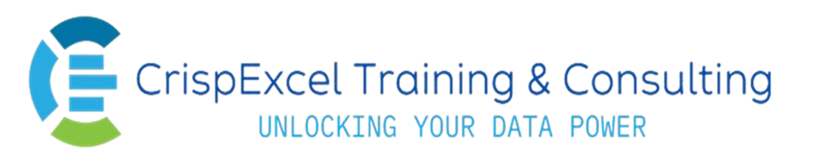 CrispExcel Training & Consulting
UNLOCKING YOUR DATA POWER